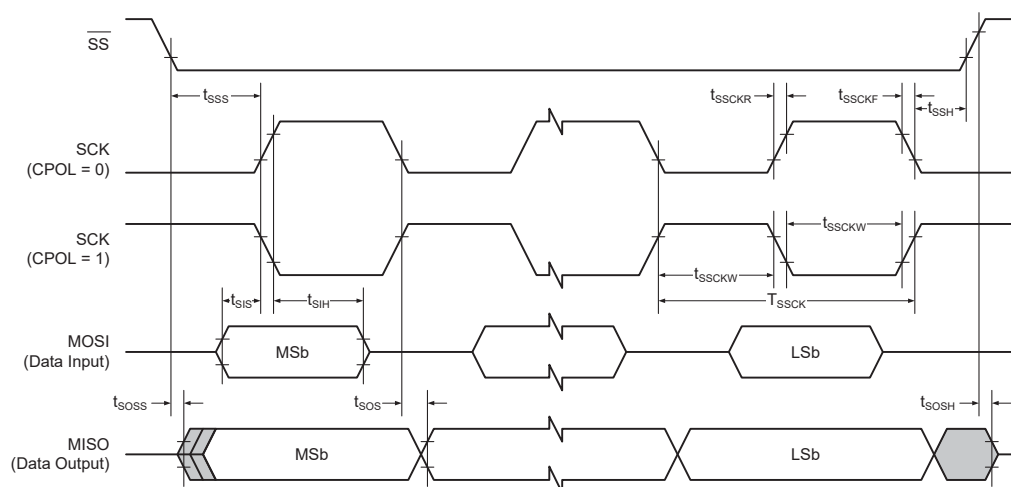 SS
tSSS
tSSCKR
tSSCKF
tSSH
SCK
(CPOL = 0)
SCK
(CPOL = 1)
tSSCKW
tSSCKW
TSSCK
tSIS
tSIH
MOSI
(Data Input)
MSb
LSb
tSOSS
tSOS
tSOSH
MISO
(Data Output)
MSb
LSb